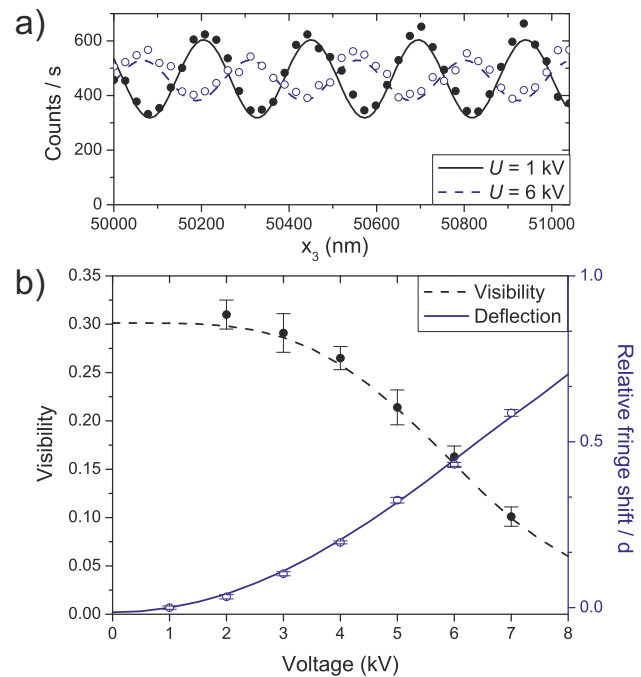 a)
Counts / s
600
400
200
0
U = 1 kV
U = 6 kV
50000
50200
50400
50600
50800
51000
x3 (nm)
b)
Visibility
0.35
0.30
0.25
0.20
0.15
0.10
0.05
0.00
Visibility
Deflection
1.0
0.5
0.0
Relative fringe shift / d
0
1
2
3
4
5
6
7
8
Voltage (kV)